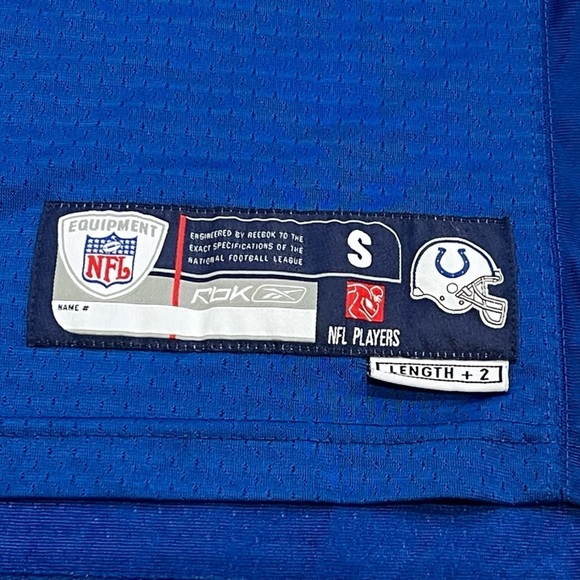 EQUIPMENT
NFL
ENGINEERED BY REEBOK TO THE
EXACT SPECIFICATIONS OF THE
NATIONAL FOOTBALL LEAGUE
S
RBK
NAME #
NFL PLAYERS
LENGTH + 2